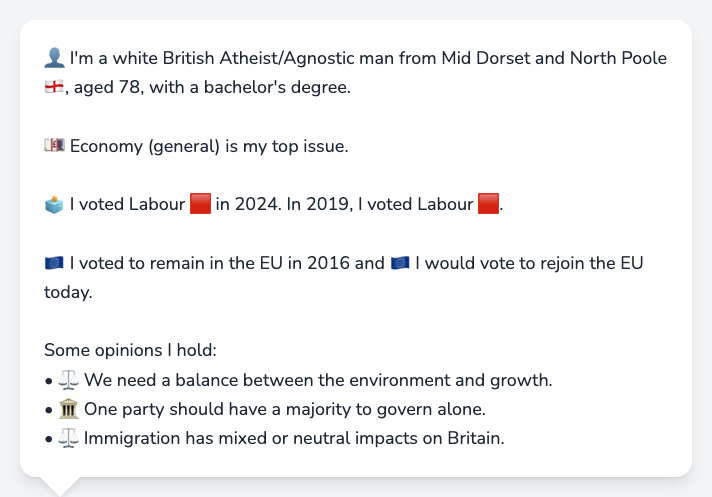 👤 I'm a white British Atheist/Agnostic man from Mid Dorset and North Poole
🏴󠁧󠁢󠁥󠁮󠁧󠁿, aged 78, with a bachelor's degree.
💷 Economy (general) is my top issue.
🗳️ I voted Labour 🟥 in 2024. In 2019, I voted Labour 🟥.
🇪🇺 I voted to remain in the EU in 2016 and 🇪🇺 I would vote to rejoin the EU
today.
Some opinions I hold:
• ⚖️ We need a balance between the environment and growth.
• 🏛️ One party should have a majority to govern alone.
• ⚖️ Immigration has mixed or neutral impacts on Britain.